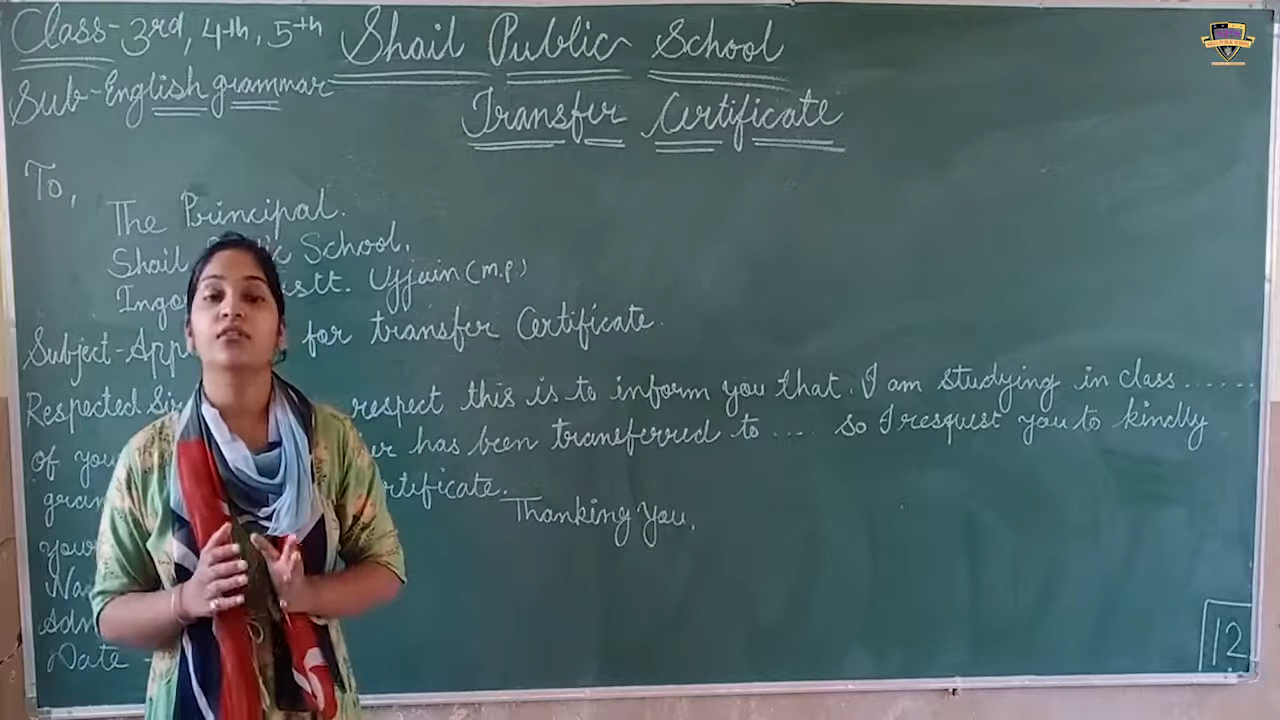 Class-3rd, 4th, 5th
Shail Public School
Sub-English grammar
Transfer Certificate
To,
The Principal.
Shail School.
Ujjain (M.P)
Subject- for transfer Certificate.
Respected respect this is to inform you that. I am studying in class ......
Of has been transferred to .... so I resquest you to kindly
Thanking You.
Date -
12